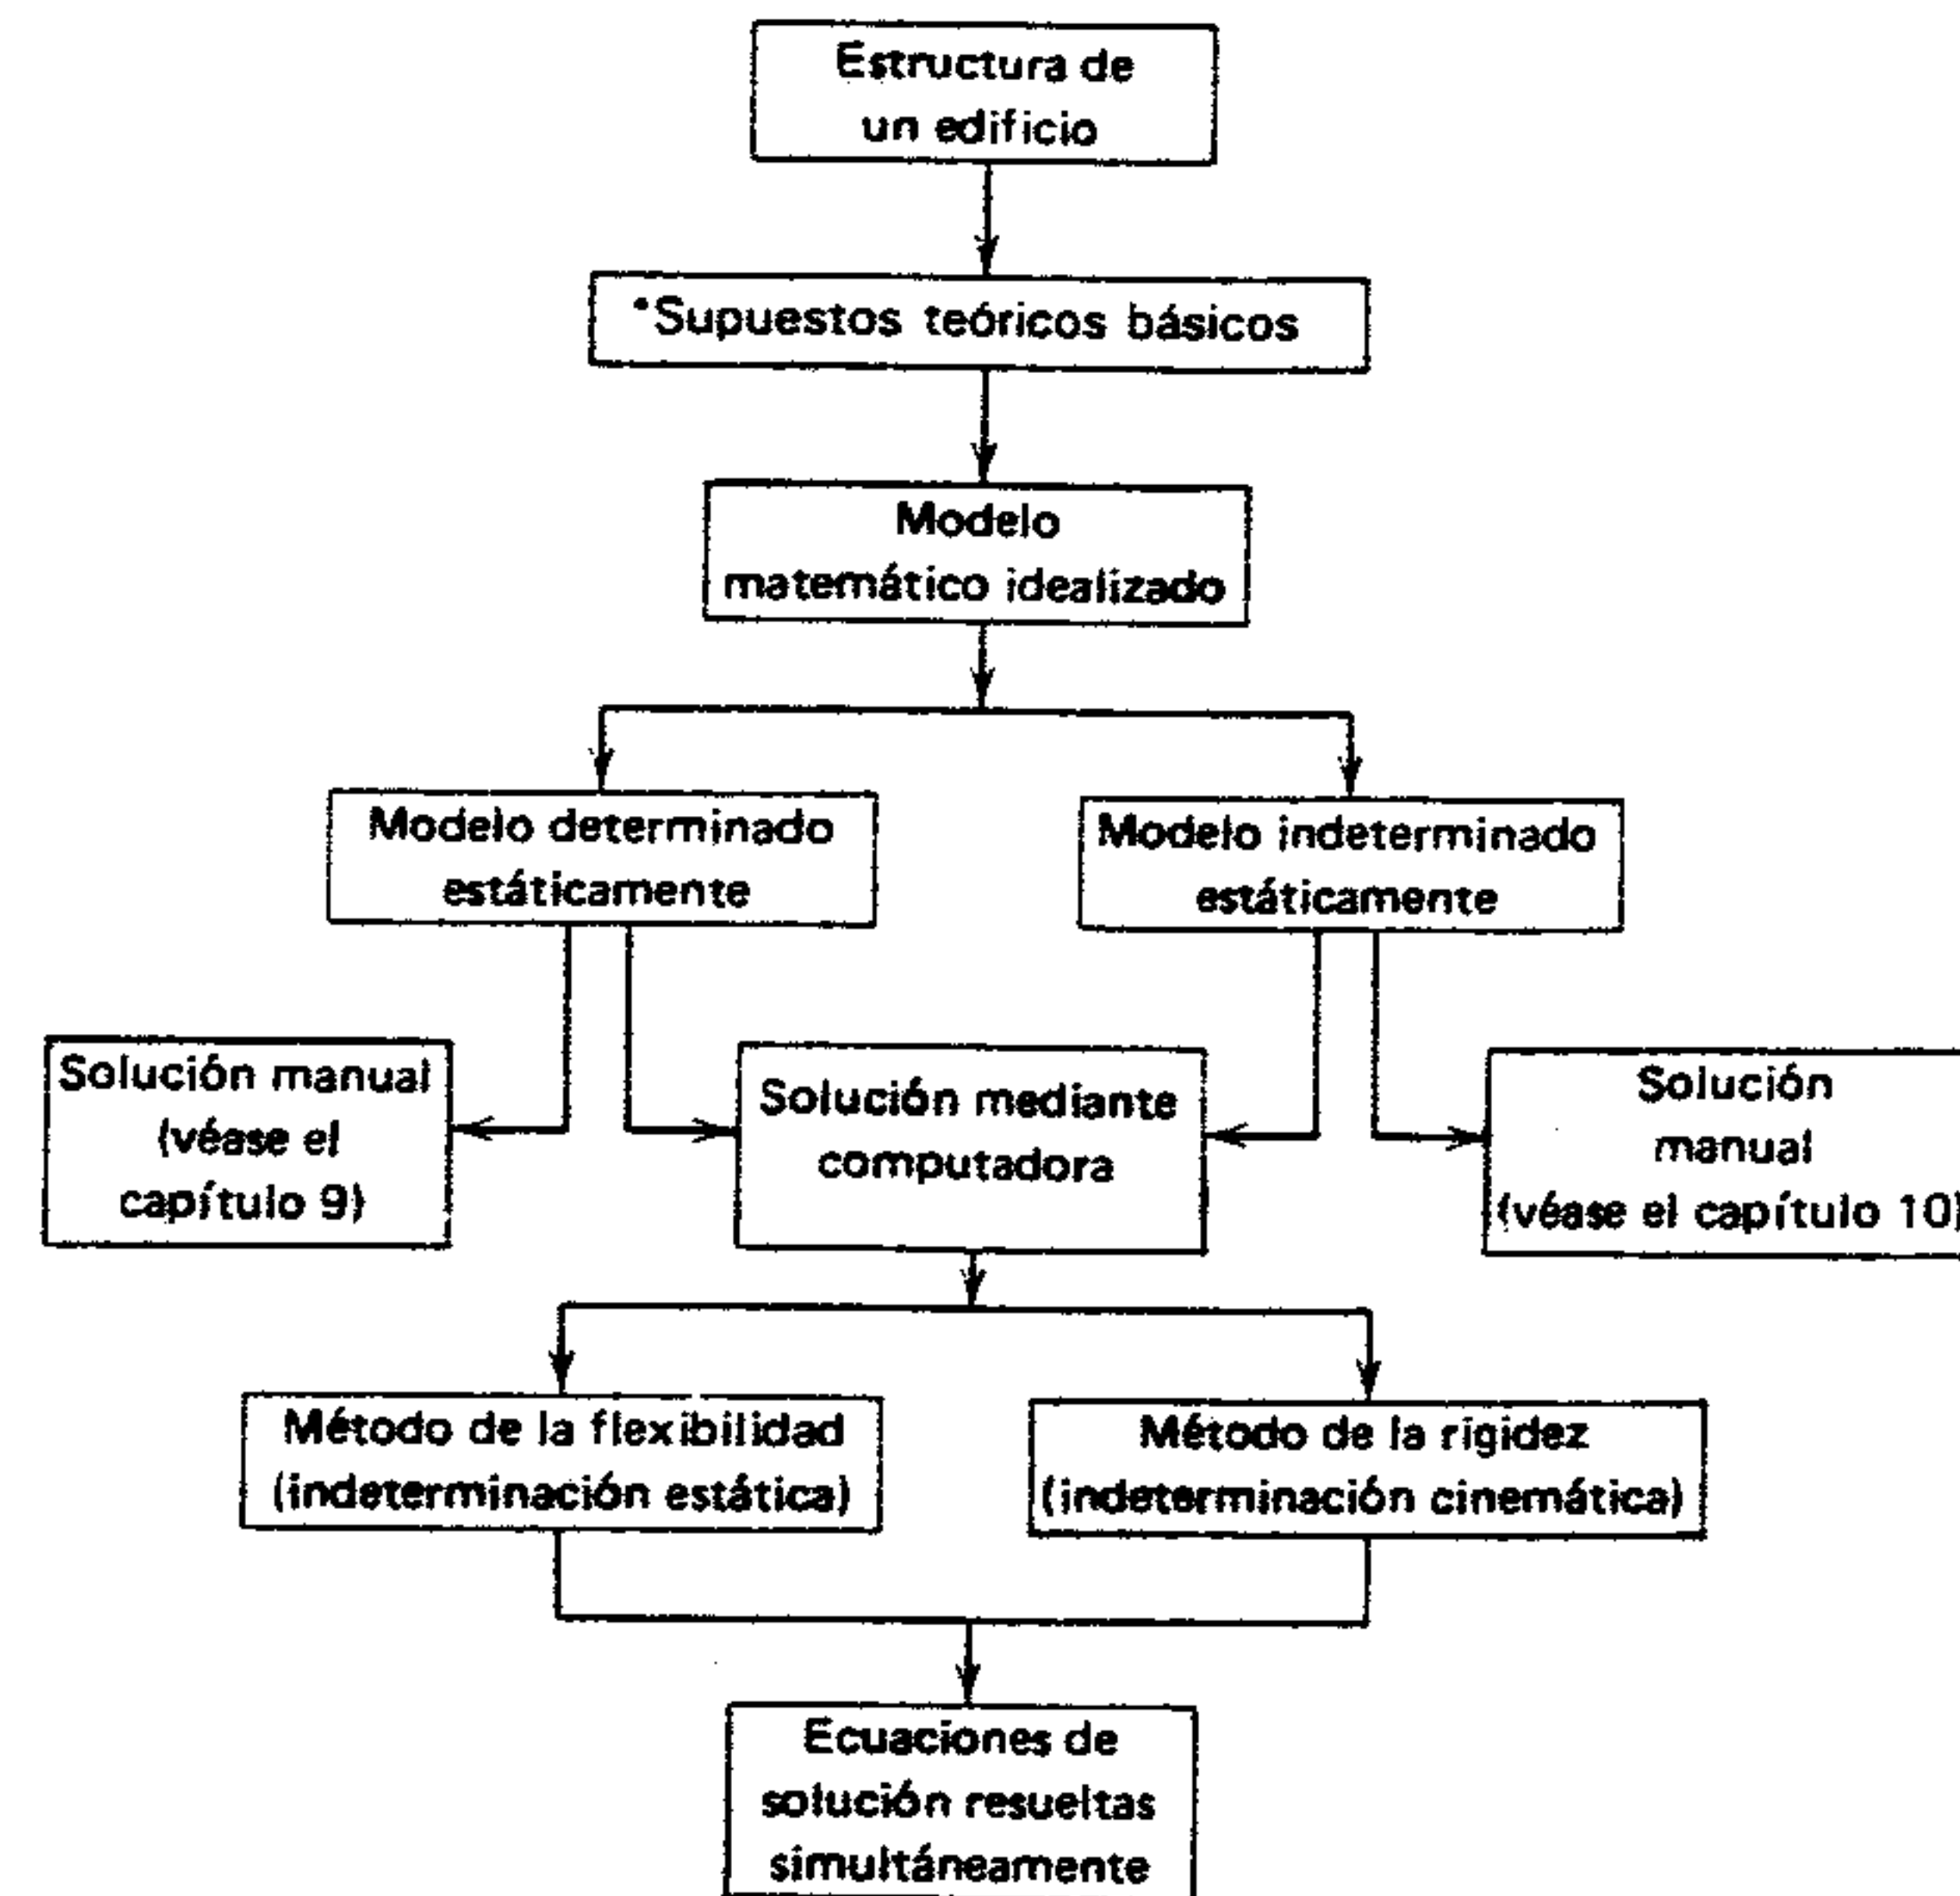 Estructura de
un edificio
*Supuestos teóricos básicos
Modelo
matemático idealizado
Modelo determinado
estáticamente
Modelo indeterminado
estáticamente
Solución manual
(véase el
capítulo 9)
Solución mediante
computadora
Solución
manual
(véase el capítulo 10)
Método de la flexibilidad
(indeterminación estática)
Método de la rigidez
(indeterminación cinemática)
Ecuaciones de
solución resueltas
simultáneamente